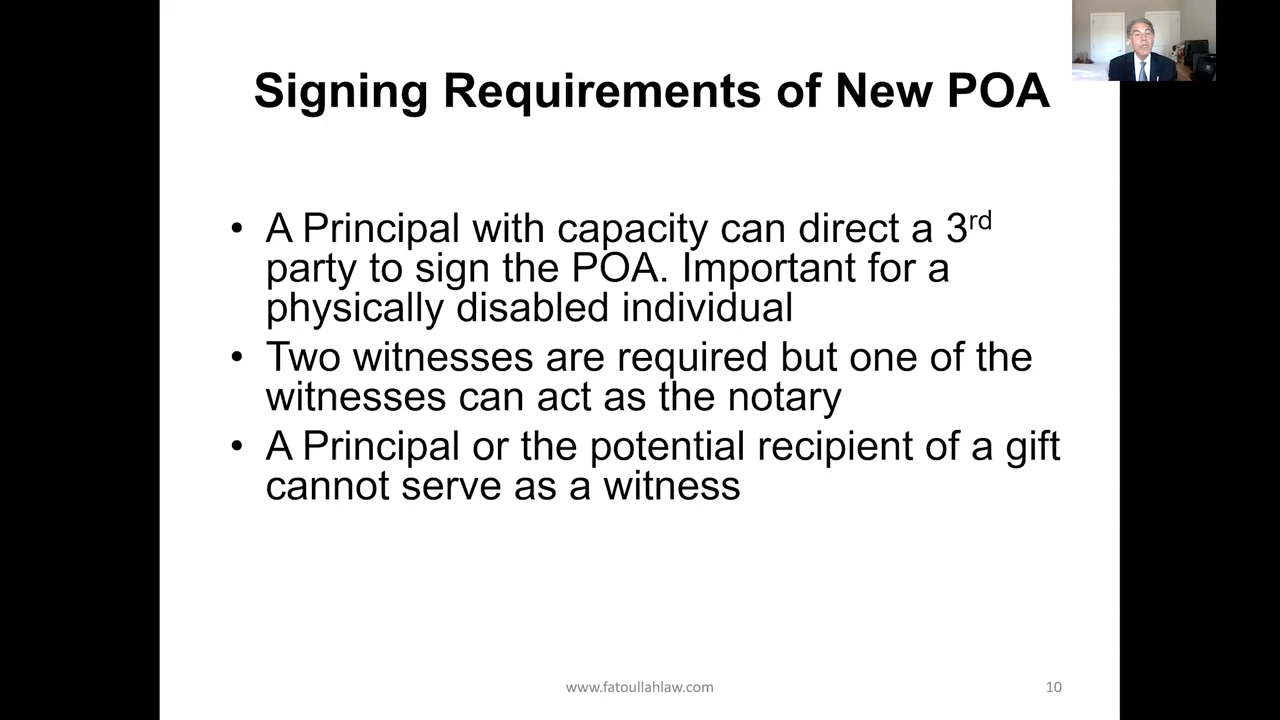 Signing Requirements of New POA
• A Principal with capacity can direct a 3rd
party to sign the POA. Important for a
physically disabled individual
• Two witnesses are required but one of the
witnesses can act as the notary
• A Principal or the potential recipient of a gift
cannot serve as a witness
www.fatoullahlaw.com
10